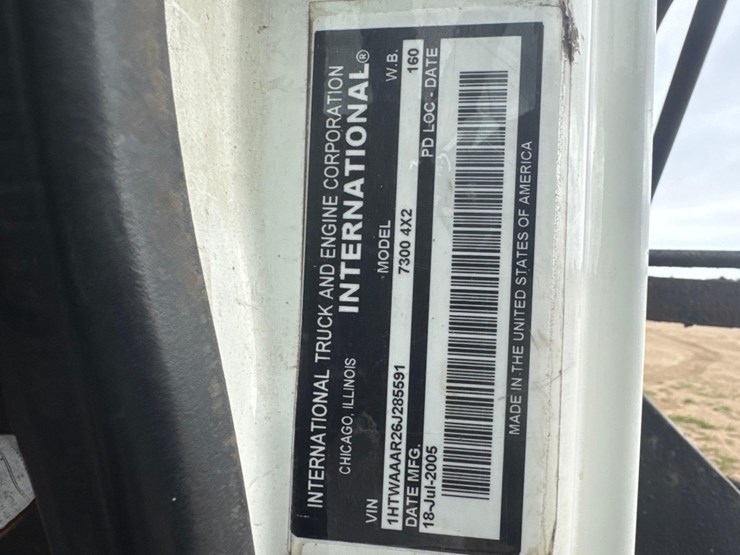 INTERNATIONAL TRUCK AND ENGINE CORPORATION
CHICAGO, ILLINOIS INTERNATIONAL®
VIN MODEL W.B.
1HTWAAAR26J285591 7300 4X2 160
DATE MFG. PD LOC - DATE
18-Jul-2005
MADE IN THE UNITED STATES OF AMERICA